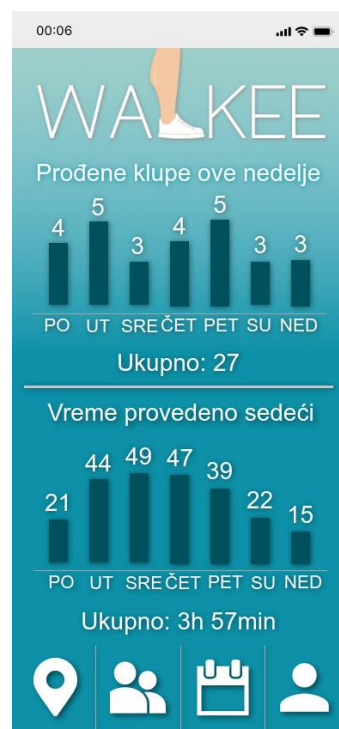 00:06
WALKEE
Prođene klupe ove nedelje
4 5 3 4 5 3 3
PO UT SRE ČET PET SU NED
Ukupno: 27
Vreme provedeno sedeći
21 44 49 47 39 22 15
PO UT SRE ČET PET SU NED
Ukupno: 3h 57min